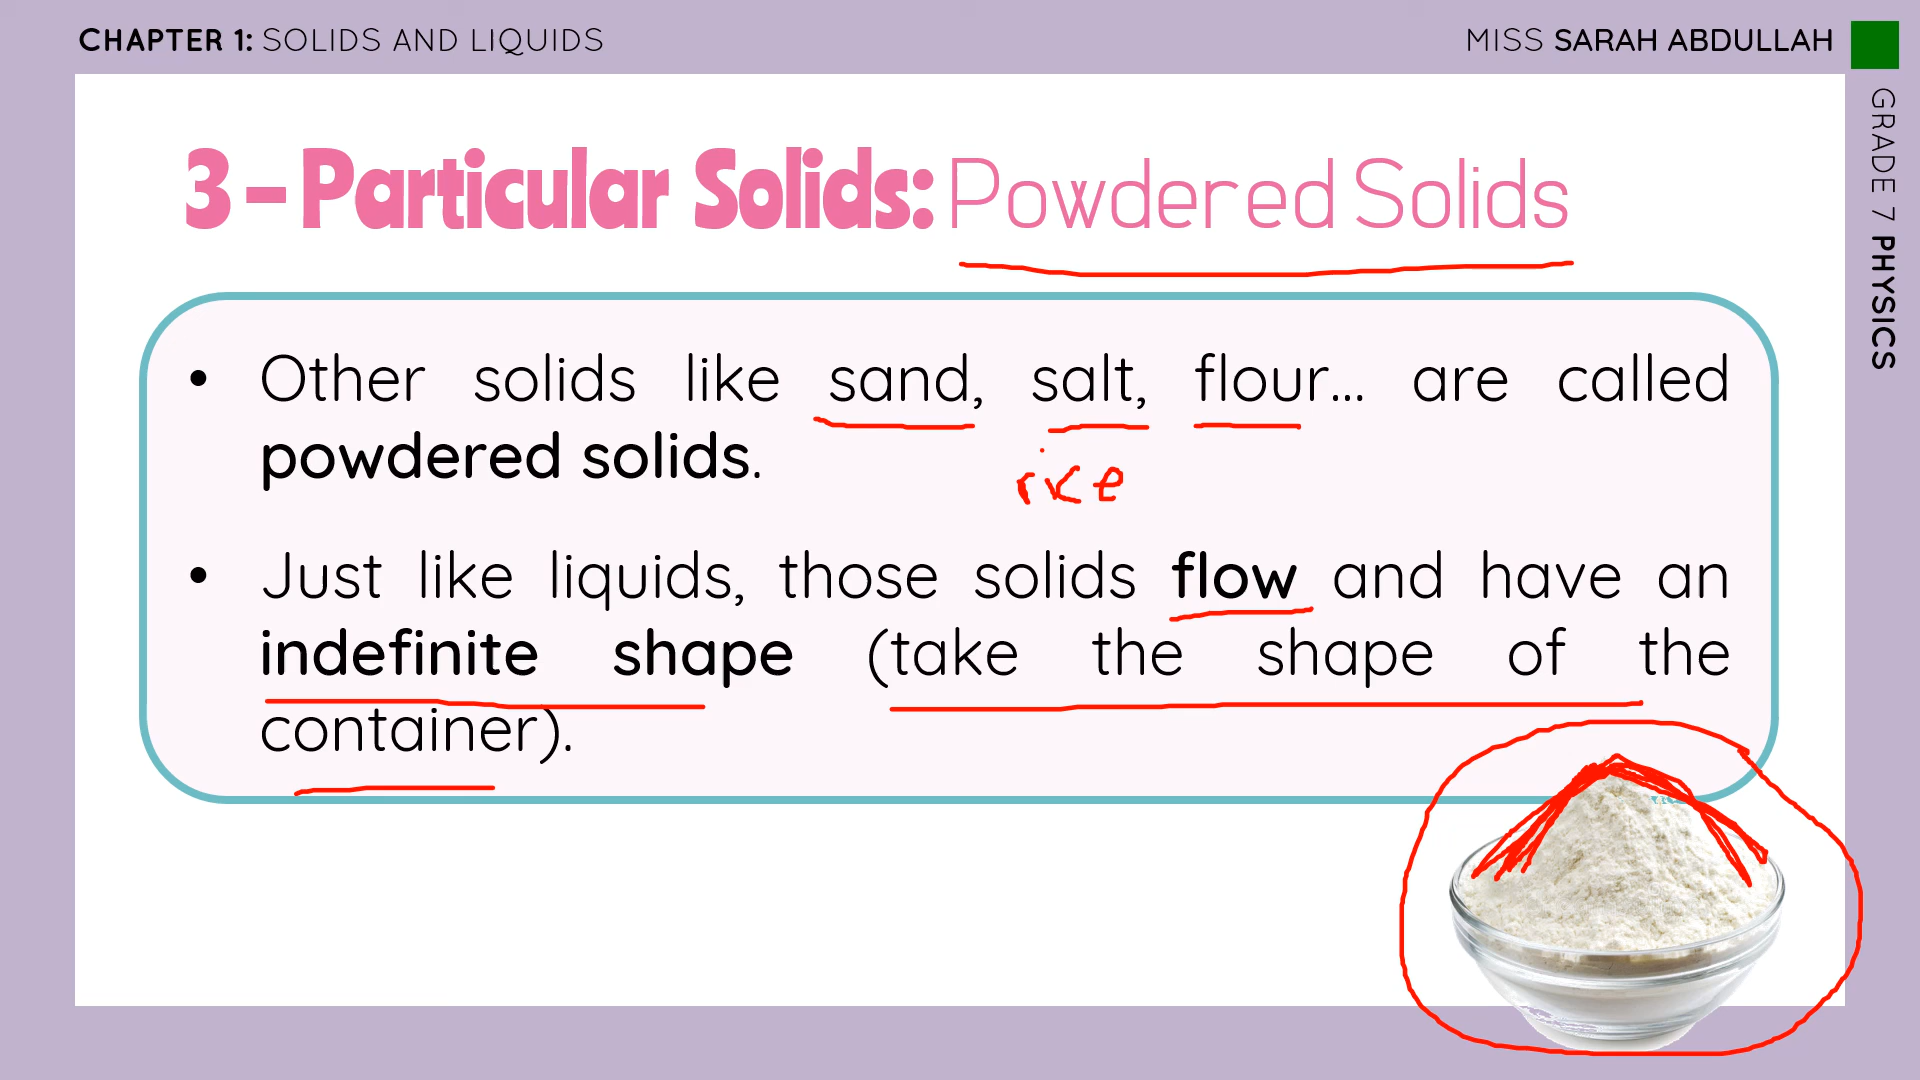 CHAPTER 1: SOLIDS AND LIQUIDS
MISS SARAH ABDULLAH
GRADE 7 PHYSICS
3 – Particular Solids: Powdered Solids
• Other solids like sand, salt, flour... are called
powdered solids.
rice
• Just like liquids, those solids flow and have an
indefinite shape (take the shape of the
container).